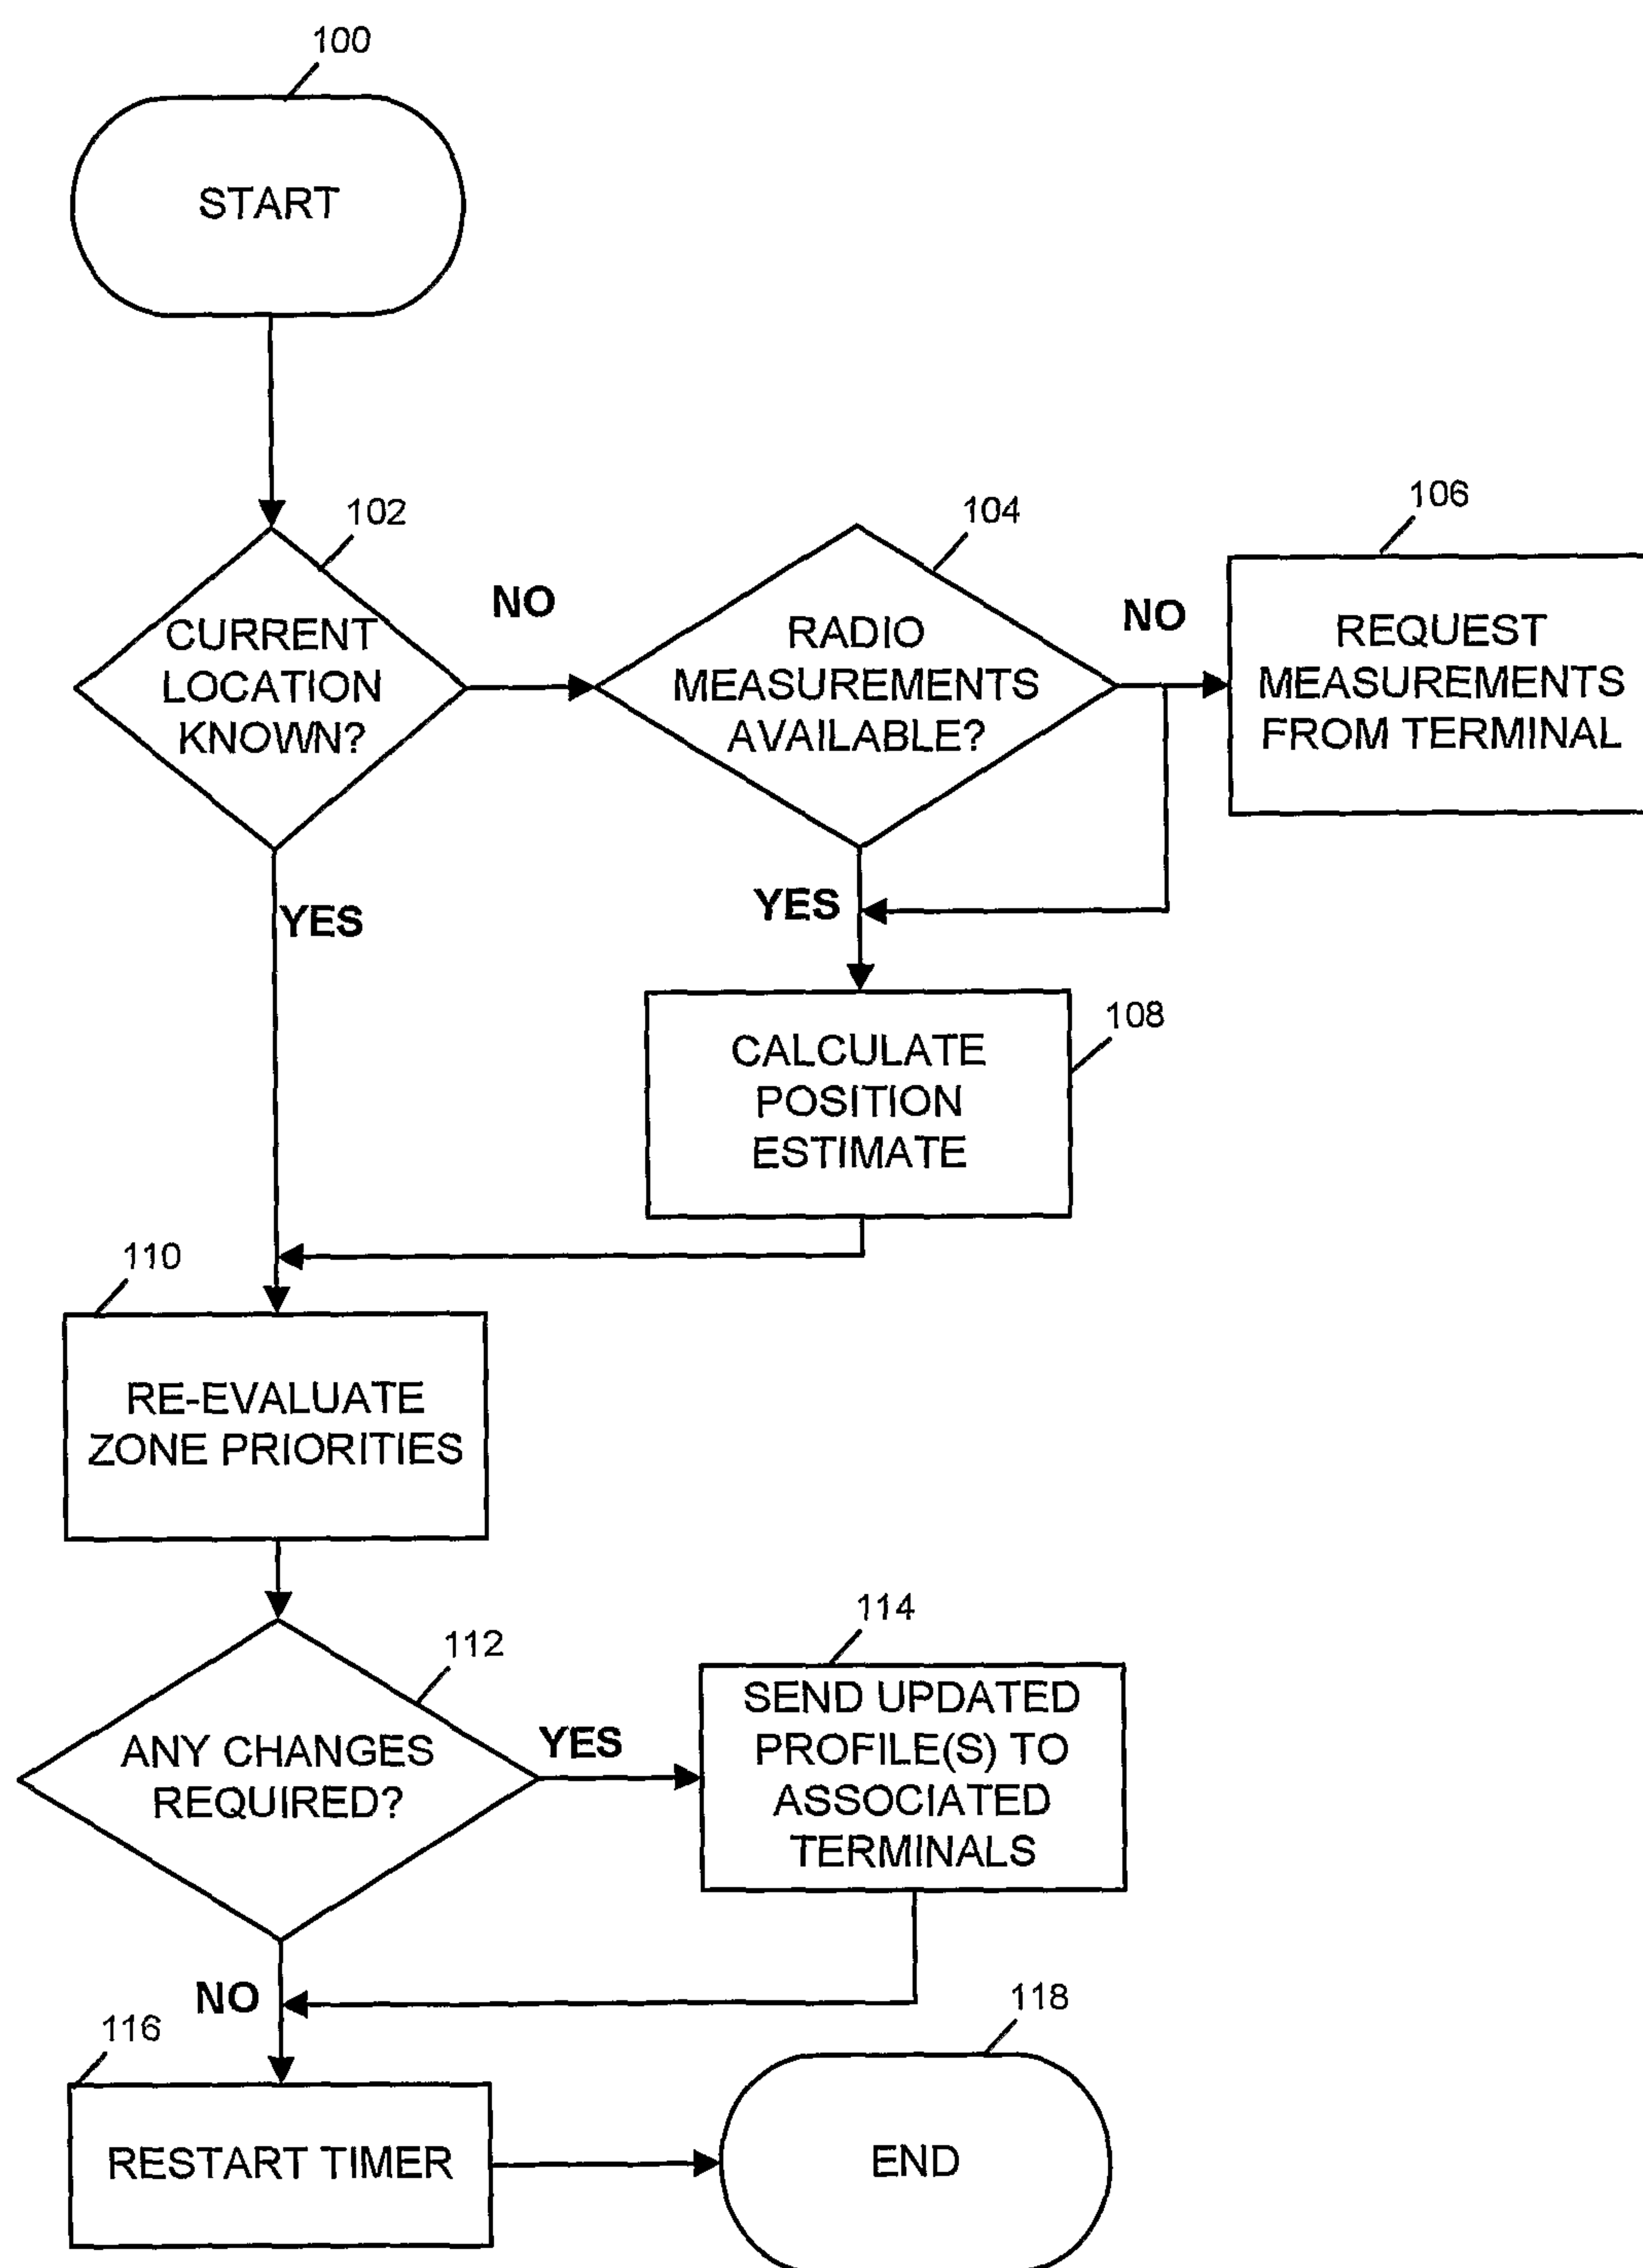 100
START
102
CURRENT
LOCATION
KNOWN?
NO
104
RADIO
MEASUREMENTS
AVAILABLE?
NO
106
REQUEST
MEASUREMENTS
FROM TERMINAL
YES
YES
108
CALCULATE
POSITION
ESTIMATE
110
RE-EVALUATE
ZONE PRIORITIES
112
ANY CHANGES
REQUIRED?
YES
114
SEND UPDATED
PROFILE(S) TO
ASSOCIATED
TERMINALS
NO
116
RESTART TIMER
118
END